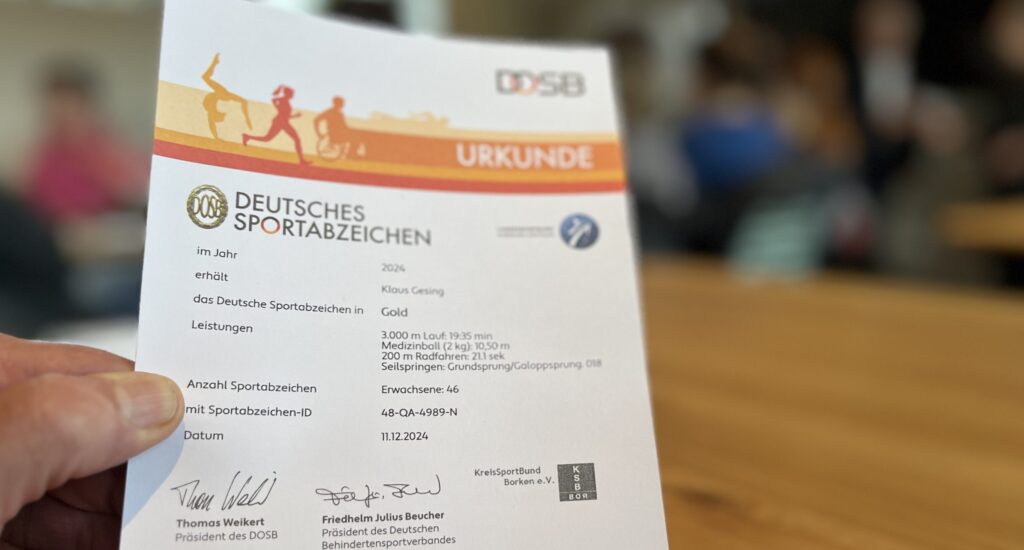 DOSB
URKUNDE
DOSB
DEUTSCHES
SPORTABZEICHEN
im Jahr
2024
erhält
Klaus Gesing
das Deutsche Sportabzeichen in
Gold
Leistungen
3.000 m Lauf: 19:35 min
Medizinball (2 kg): 10,50 m
200 m Radfahren: 21.1 sek
Seilspringen: Grundsprung/Galoppsprung. 018
Anzahl Sportabzeichen
Erwachsene: 46
mit Sportabzeichen-ID
48-QA-4989-N
Datum
11.12.2024
KreisSportBund
Borken e.V.
K
S
B
BOR
Thomas Weikert
Präsident des DOSB
Friedhelm Julius Beucher
Präsident des Deutschen
Behindertensportverbandes